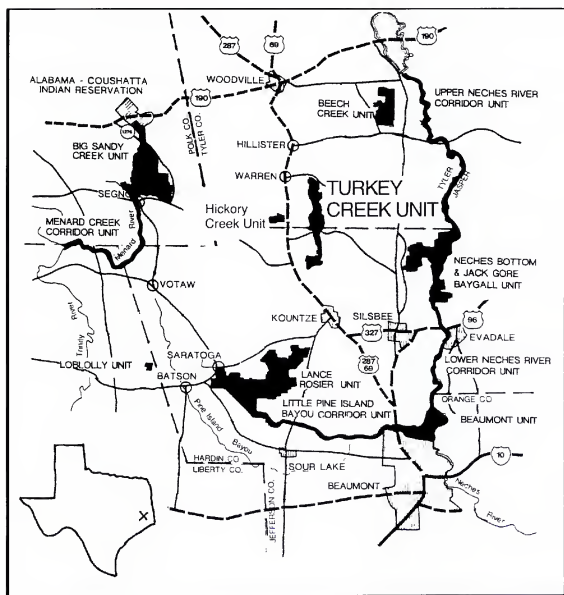 287
69
190
WOODVILLE
ALABAMA - COUSHATTA
INDIAN RESERVATION
190
1276
BIG SANDY
CREEK UNIT
POLK CO.
TYLER CO.
BEECH
CREEK UNIT
UPPER NECHES RIVER
CORRIDOR UNIT
HILLISTER
WARREN
TYLER
JASPER
SEGNO
TURKEY
CREEK UNIT
Hickory
Creek Unit
MENARD CREEK
CORRIDOR UNIT
Menard
River
NECHES BOTTOM
& JACK GORE
BAYGALL UNIT
VOTAW
Trinity
River
KOUNTZE
SILSBEE
96
327
EVADALE
287
69
LOWER NECHES RIVER
CORRIDOR UNIT
LOBLOLLY UNIT
SARATOGA
BATSON
LANCE
ROSIER UNIT
LITTLE PINE ISLAND
BAYOU CORRIDOR UNIT
ORANGE CO
BEAUMONT UNIT
Pine Island
Bayou
HARDIN CO
LIBERTY CO.
JEFFERSON CO.
SOUR LAKE
10
BEAUMONT
Neches
River
X